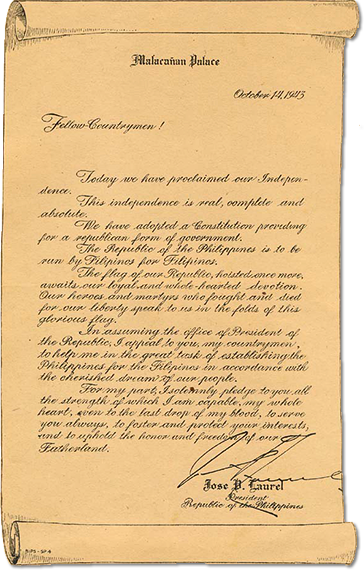 Malacañan Palace
October 14, 1943
Fellow-Countrymen!
Today we have proclaimed our Indepen-
dence.
This independence is real, complete and
absolute.
We have adopted a Constitution providing
for a republican form of government.
The Republic of the Philippines is to be
run by Filipinos for Filipinos.
The flag of our Republic, hoisted once more,
awaits our loyal and whole-hearted devotion.
Our heroes and martyrs who fought and died
for our liberty speak to us in the folds of this
glorious flag.
In assuming the office of President of
the Republic, I appeal to you, my countrymen,
to help me in the great task of establishing the
Philippines for the Filipinos in accordance with
the cherished dream of our people.
For my part, I solemnly pledge to you all
the strength of which I am capable, my whole
heart, even to the last drop of my blood, to serve
you always, to foster and protect your interests,
and to uphold the honor and freedom of our
Fatherland.
Jose P. Laurel
President
Republic of the Philippines